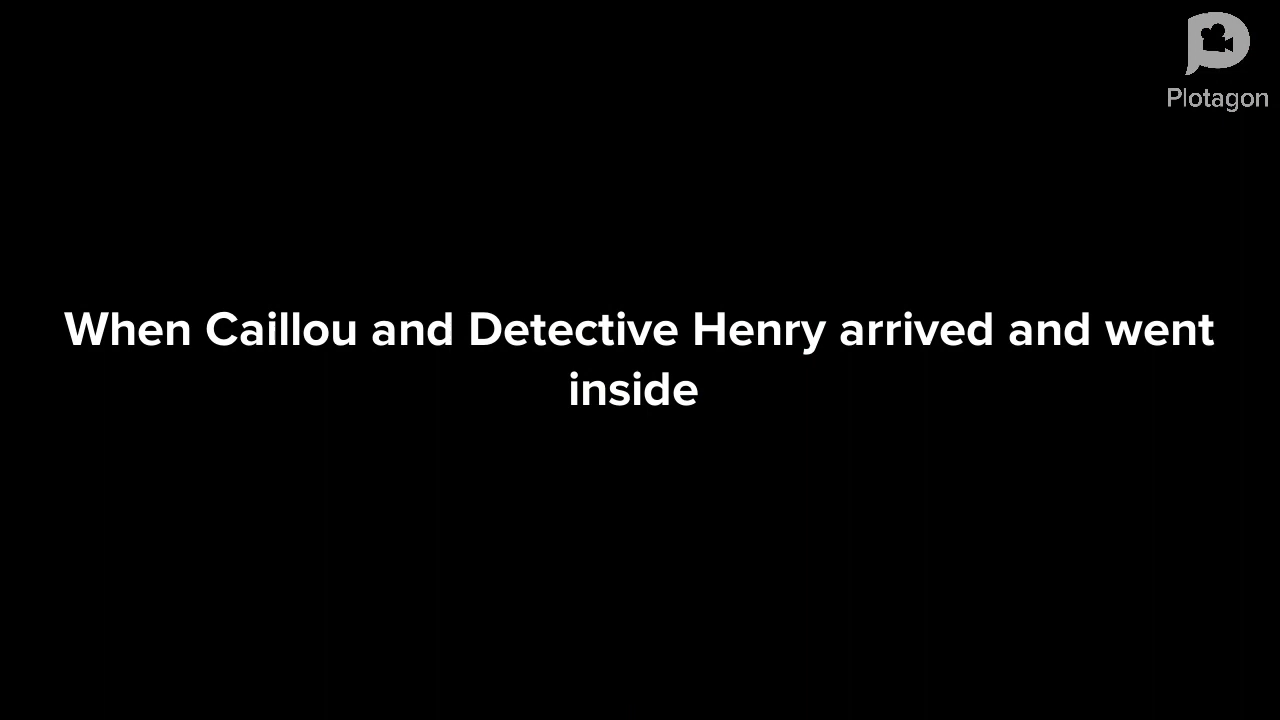 Plotagon
When Caillou and Detective Henry arrived and went
inside